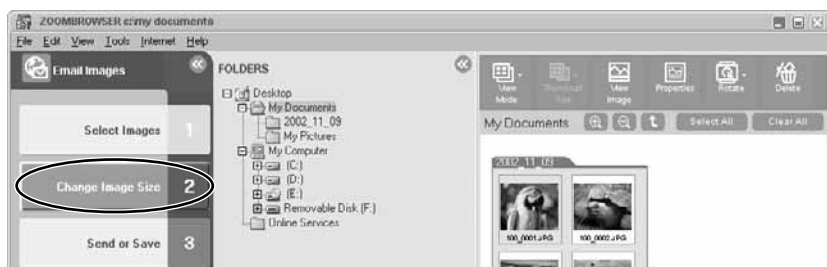 ZOOMBROWSER c:\my documents
File Edit View Tools Internet Help
Email Images
Select Images 1
Change Image Size 2
Send or Save 3
FOLDERS
Desktop
My Documents
2002_11_09
My Pictures
My Computer
(C:)
(D:)
(E:)
Removable Disk (F:)
Online Services
View Mode
Thumbnail Size
View Image
Properties
Rotate
Delete
My Documents
Select All
Clear All
2002_11_09
100_0001.JPG 100_0002.JPG